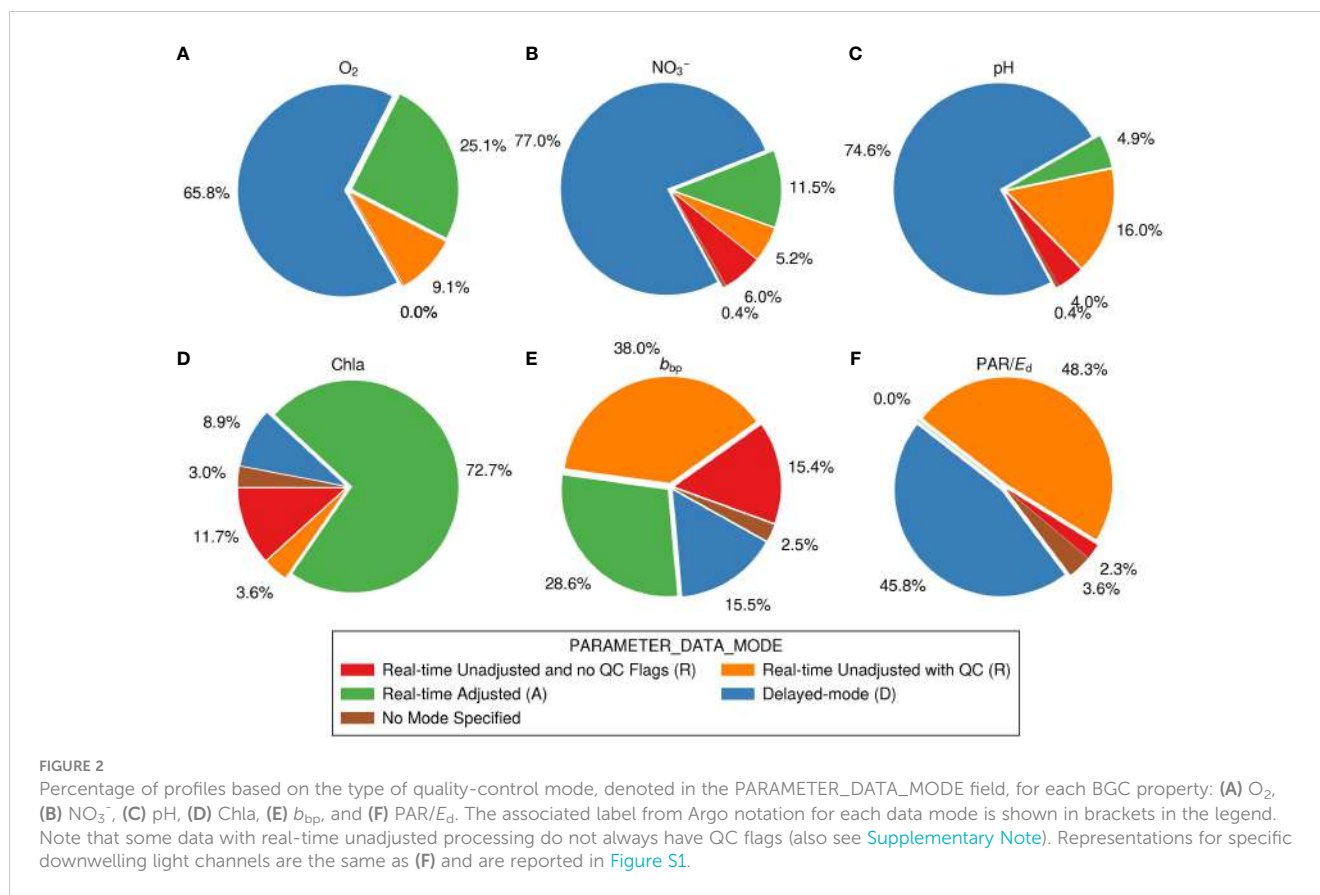 A
B
C
O₂
NO₃⁻
pH
65.8%
25.1%
9.1%
0.0%
77.0%
11.5%
5.2%
6.0%
0.4%
74.6%
4.9%
16.0%
4.0%
0.4%
D
E
F
Chla
b_bp
PAR/E_d
8.9%
3.0%
11.7%
3.6%
72.7%
38.0%
15.4%
2.5%
15.5%
28.6%
0.0%
48.3%
2.3%
3.6%
45.8%
PARAMETER_DATA_MODE
Real-time Unadjusted and no QC Flags (R)
Real-time Unadjusted with QC (R)
Real-time Adjusted (A)
Delayed-mode (D)
No Mode Specified
FIGURE 2
Percentage of profiles based on the type of quality-control mode, denoted in the PARAMETER_DATA_MODE field, for each BGC property: (A) O₂,
(B) NO₃⁻, (C) pH, (D) Chla, (E) b_bp, and (F) PAR/E_d. The associated label from Argo notation for each data mode is shown in brackets in the legend.
Note that some data with real-time unadjusted processing do not always have QC flags (also see Supplementary Note). Representations for specific
downwelling light channels are the same as (F) and are reported in Figure S1.